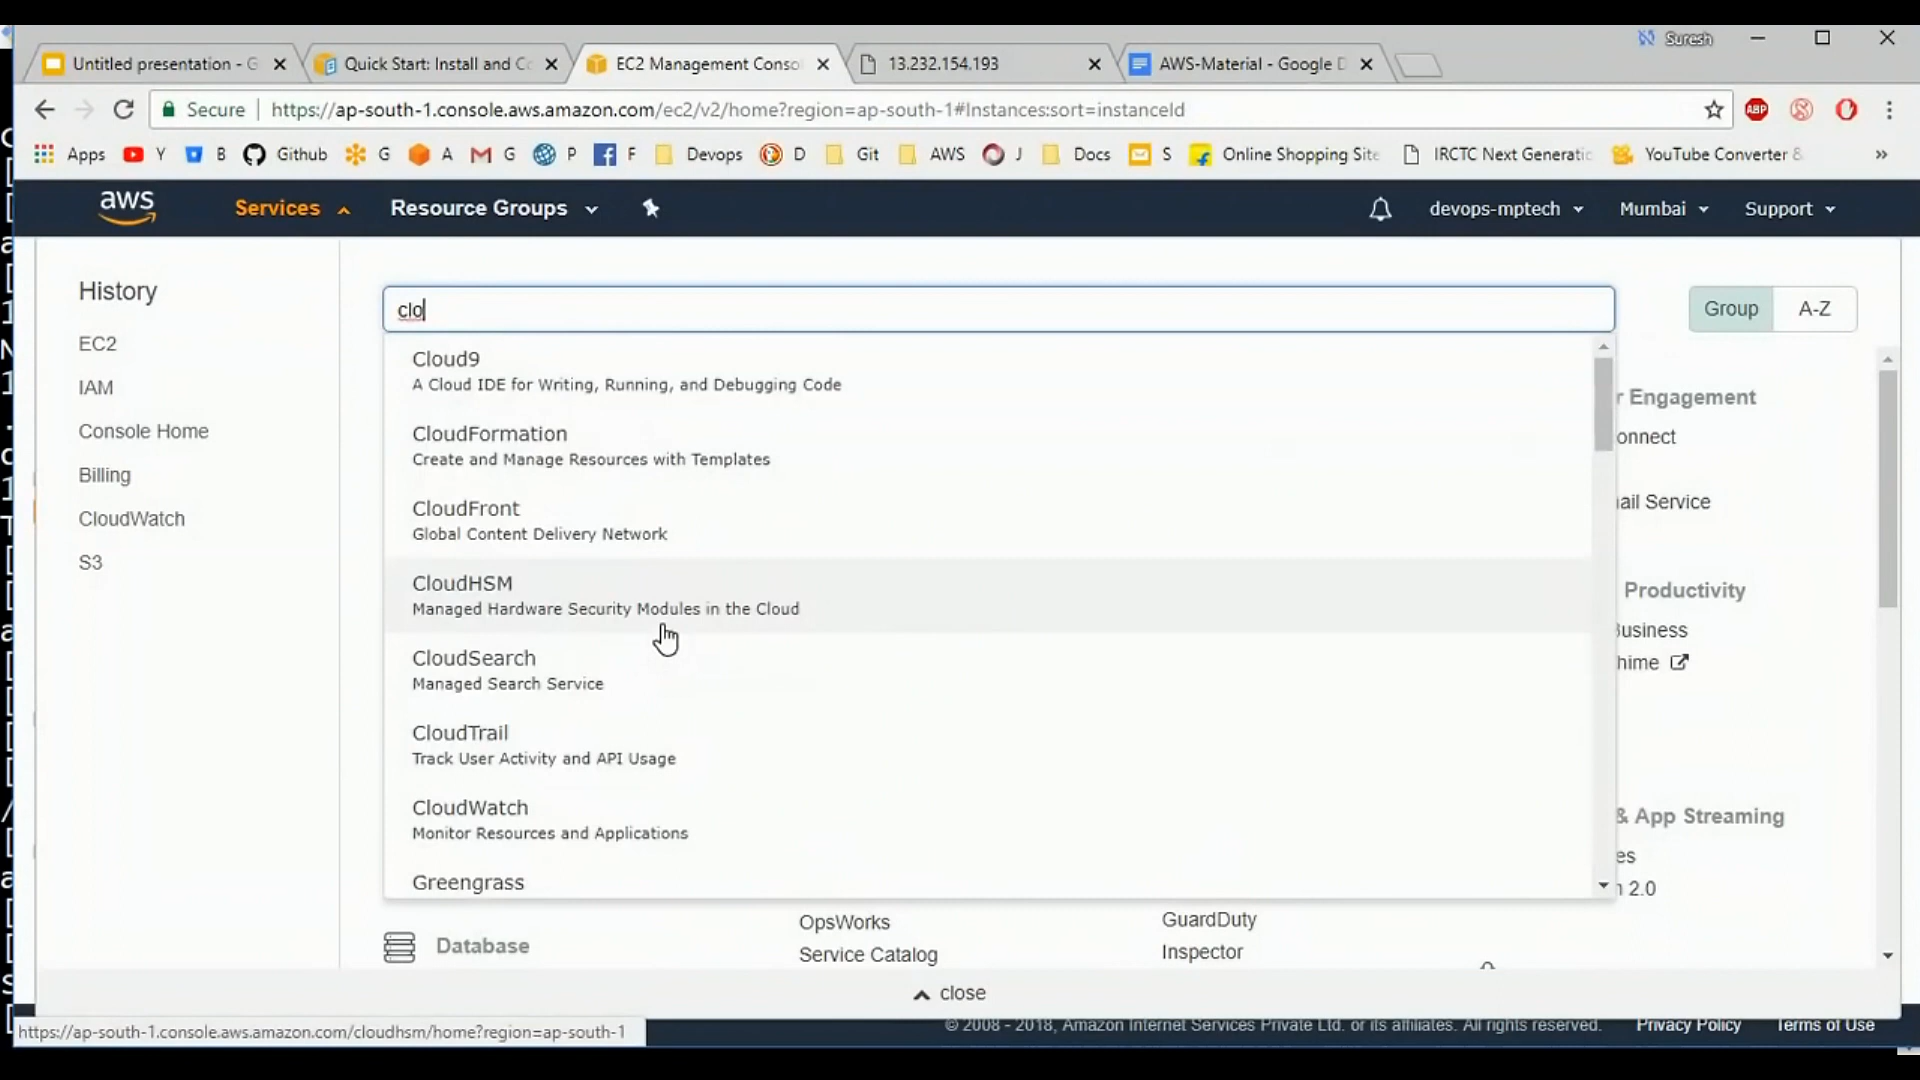 Suresh
Untitled presentation - G
Quick Start: Install and Co
EC2 Management Conso
13.232.154.193
AWS-Material - Google D
Secure
https://ap-south-1.console.aws.amazon.com/ec2/v2/home?region=ap-south-1#Instances:sort=instanceId
ABP
Apps Y B Github G A G P F Devops D Git AWS J Docs S Online Shopping Site IRCTC Next Generatic YouTube Converter & »
aws Services Resource Groups devops-mptech Mumbai Support
History
EC2
IAM
Console Home
Billing
CloudWatch
S3
clo
Group A-Z
Cloud9
A Cloud IDE for Writing, Running, and Debugging Code
CloudFormation
Create and Manage Resources with Templates
CloudFront
Global Content Delivery Network
CloudHSM
Managed Hardware Security Modules in the Cloud
CloudSearch
Managed Search Service
CloudTrail
Track User Activity and API Usage
CloudWatch
Monitor Resources and Applications
Greengrass
r Engagement
onnect
ail Service
Productivity
Business
hime
& App Streaming
es
n 2.0
Database
OpsWorks
Service Catalog
GuardDuty
Inspector
close
https://ap-south-1.console.aws.amazon.com/cloudhsm/home?region=ap-south-1
© 2008 - 2018, Amazon Internet Services Private Ltd. or its affiliates. All rights reserved. Privacy Policy Terms of Use